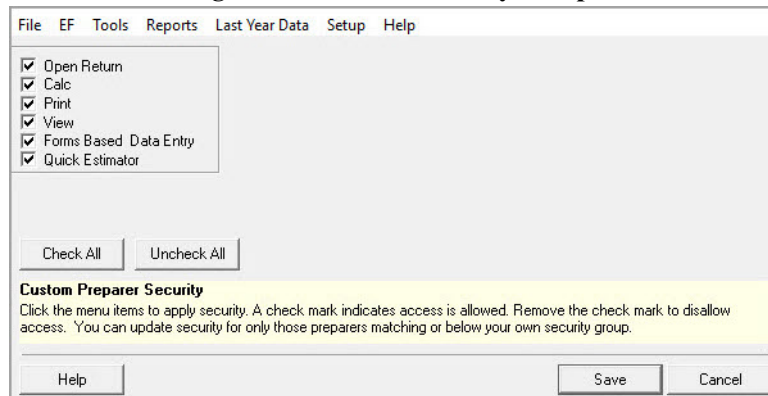 File EF Tools Reports Last Year Data Setup Help
Open Return
Calc
Print
View
Forms Based Data Entry
Quick Estimator
Check All Uncheck All
Custom Preparer Security
Click the menu items to apply security. A check mark indicates access is allowed. Remove the check mark to disallow
access. You can update security for only those preparers matching or below your own security group.
Help Save Cancel